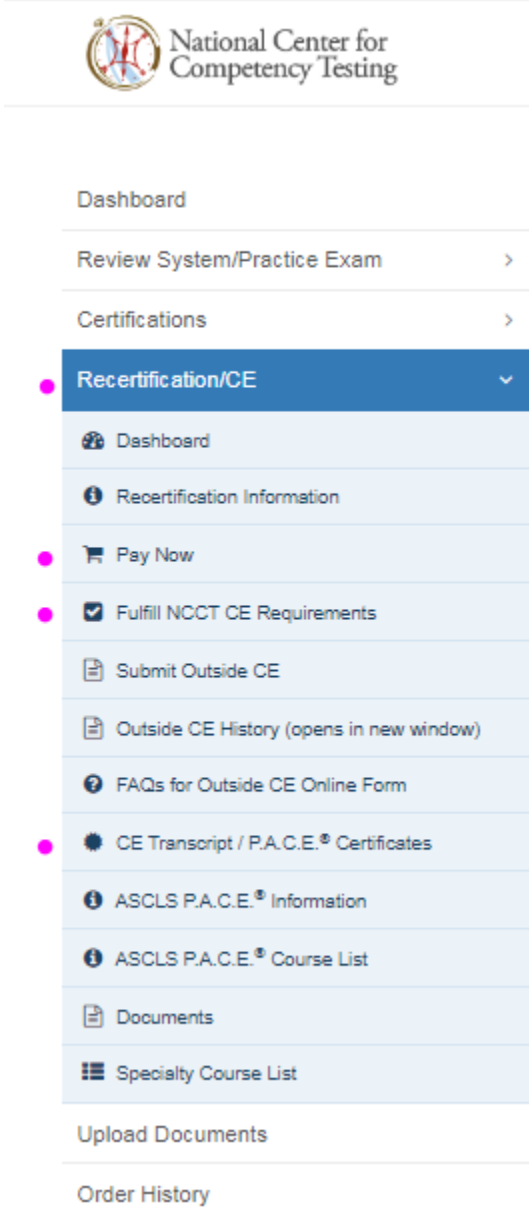 National Center for
Competency Testing
Dashboard
Review System/Practice Exam
Certifications
Recertification/CE
Dashboard
Recertification Information
Pay Now
Fulfill NCCT CE Requirements
Submit Outside CE
Outside CE History (opens in new window)
FAQs for Outside CE Online Form
CE Transcript / P.A.C.E.® Certificates
ASCLS P.A.C.E.® Information
ASCLS P.A.C.E.® Course List
Documents
Specialty Course List
Upload Documents
Order History